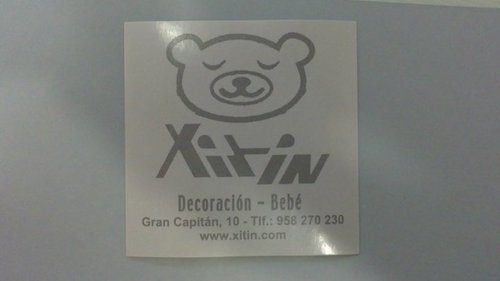 Xitin
Decoración - Bebé
Gran Capitán, 10 - Tlf.: 958 270 230
www.xitin.com